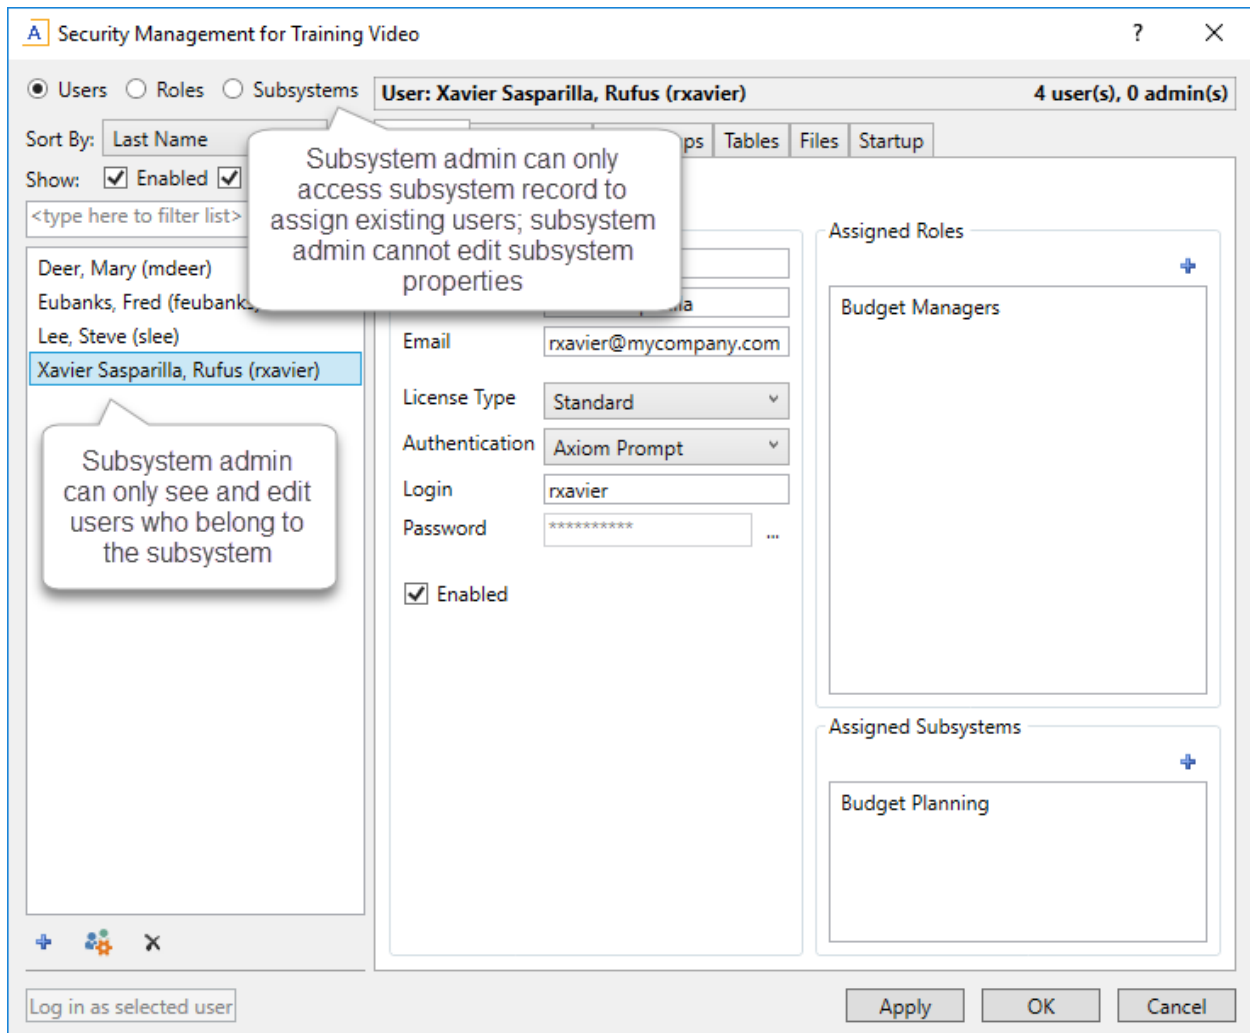 A Security Management for Training Video ?
Users Roles Subsystems
User: Xavier Sasparilla, Rufus (rxavier) 4 user(s), 0 admin(s)
Sort By: Last Name
Show: Enabled
<type here to filter list>
Deer, Mary (mdeer)
Eubanks, Fred (feubanks)
Lee, Steve (slee)
Xavier Sasparilla, Rufus (rxavier)
Subsystem admin can only
access subsystem record to
assign existing users; subsystem
admin cannot edit subsystem
properties
Subsystem admin
can only see and edit
users who belong to
the subsystem
ps Tables Files Startup
Email rxavier@mycompany.com
License Type Standard
Authentication Axiom Prompt
Login rxavier
Password ********** ...
Enabled
Assigned Roles
Budget Managers
Assigned Subsystems
Budget Planning
Log in as selected user
Apply OK Cancel